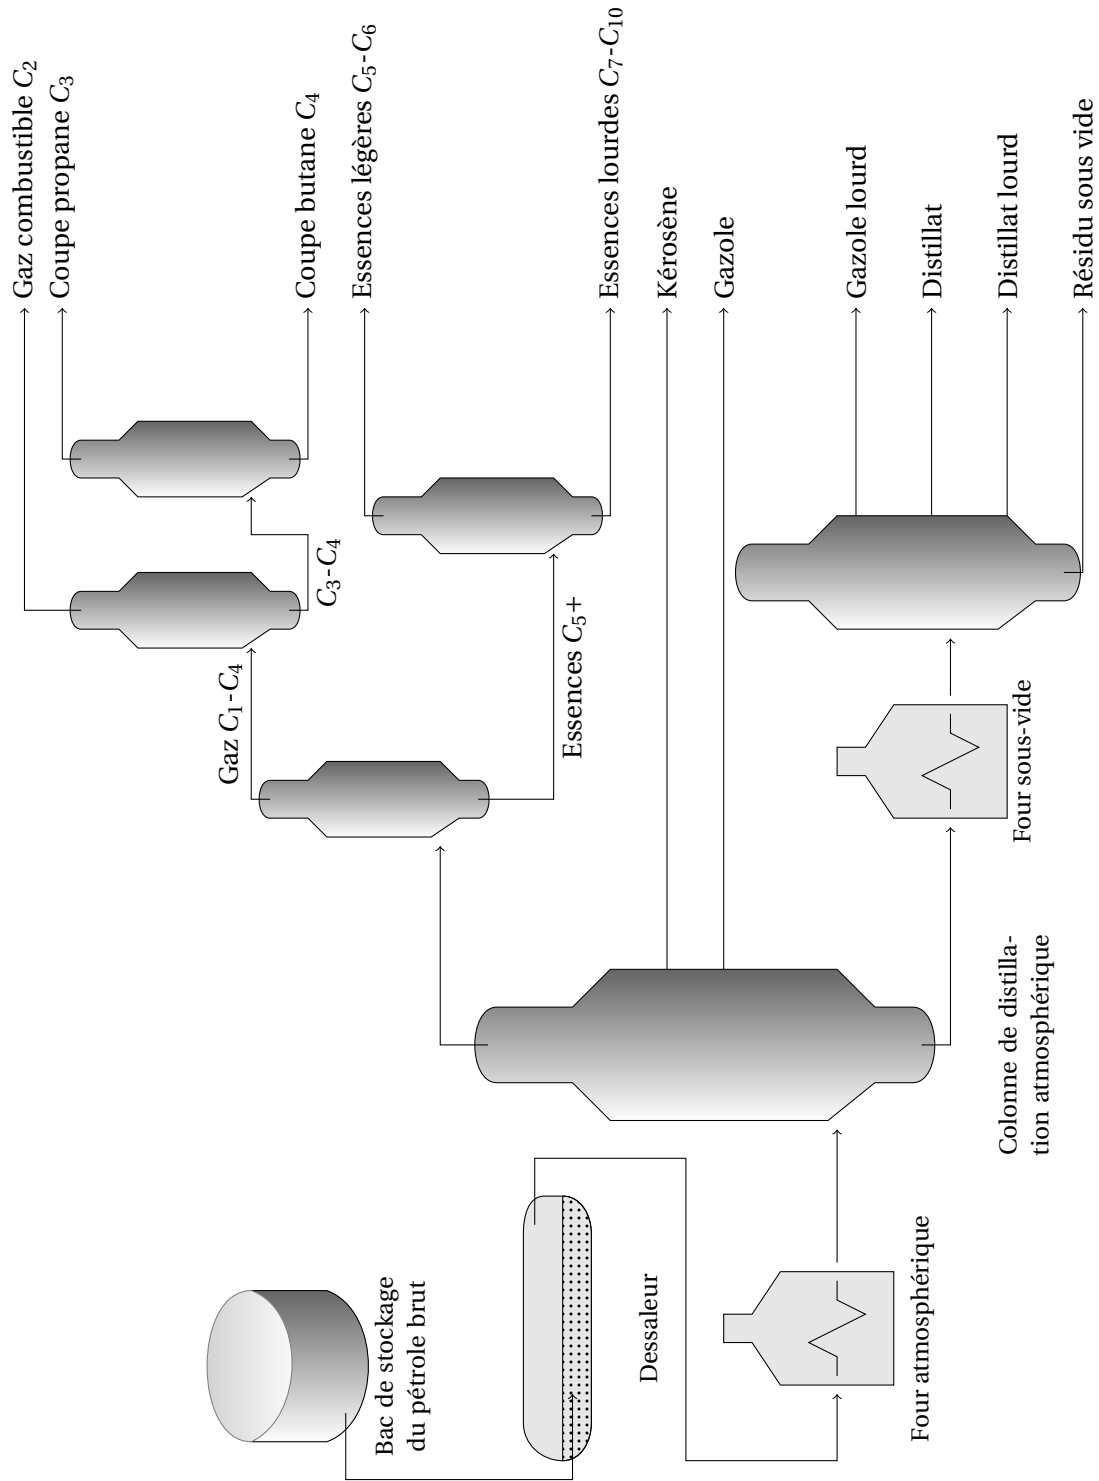 Gaz combustible C₂
Coupe propane C₃
Coupe butane C₄
Essences légères C₅-C₆
Essences lourdes C₇-C₁₀
Kérosène
Gazole
Gazole lourd
Distillat
Distillat lourd
Résidu sous vide
C₃-C₄
Gaz C₁-C₄
Essences C₅+
Four sous-vide
Colonne de distilla-
tion atmosphérique
Bac de stockage
du pétrole brut
Dessaleur
Four atmosphérique